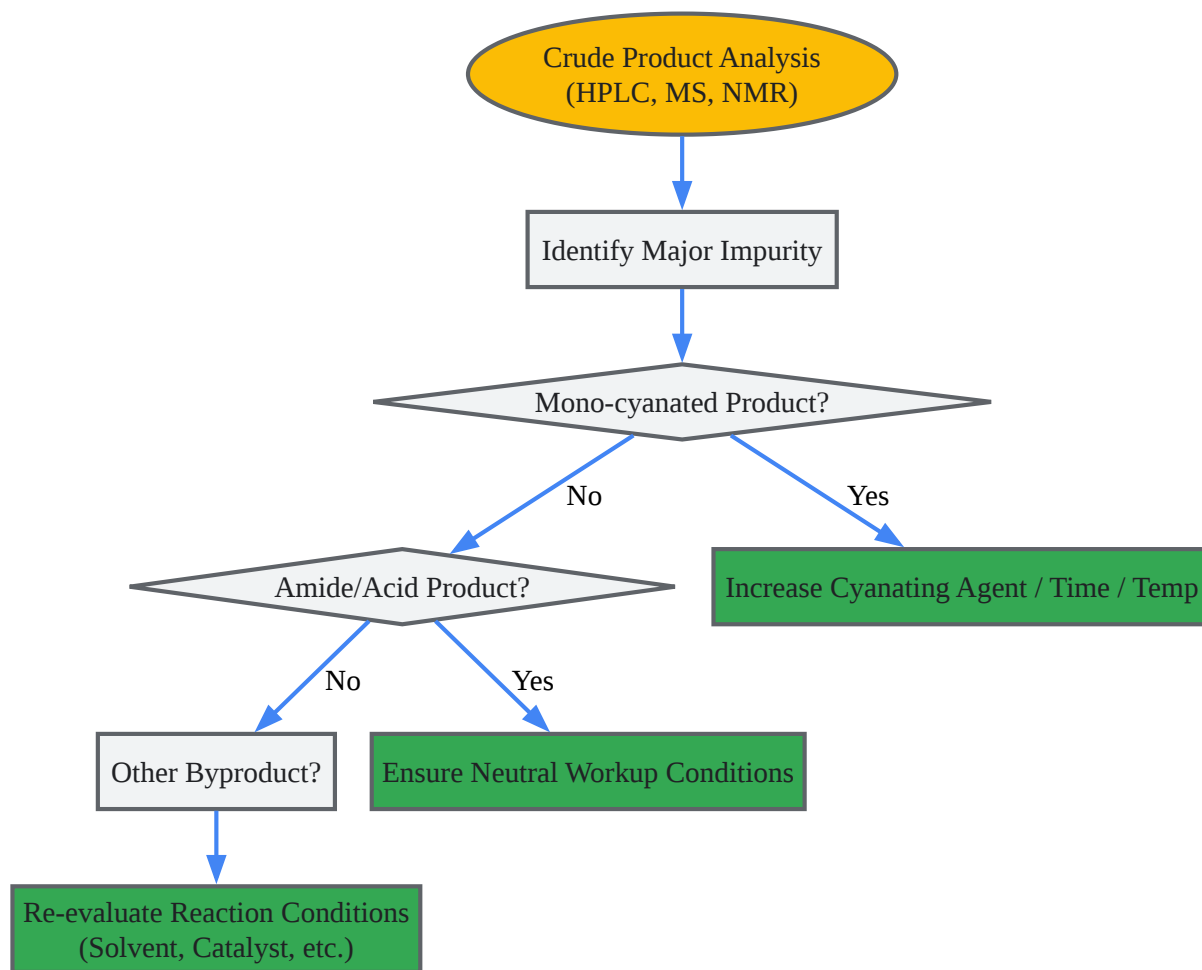 Crude Product Analysis
(HPLC, MS, NMR)
Identify Major Impurity
Mono-cyanated Product?
No
Yes
Amide/Acid Product?
Increase Cyanating Agent / Time / Temp
No
Yes
Other Byproduct?
Ensure Neutral Workup Conditions
Re-evaluate Reaction Conditions
(Solvent, Catalyst, etc.)